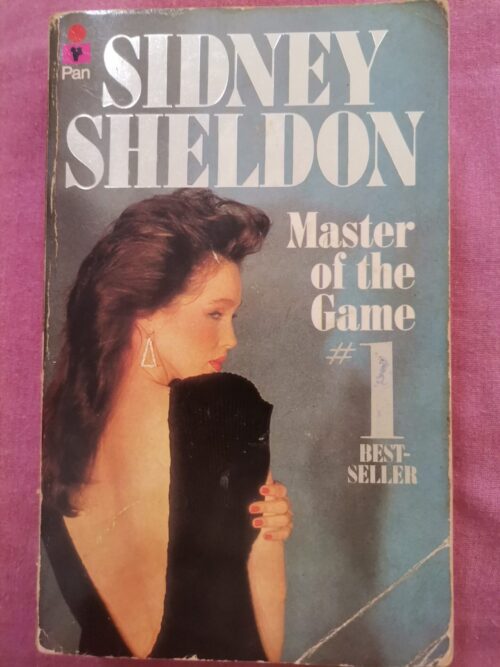 Pan
SIDNEY
SHELDON
Master
of the
Game
#1
BEST-
SELLER